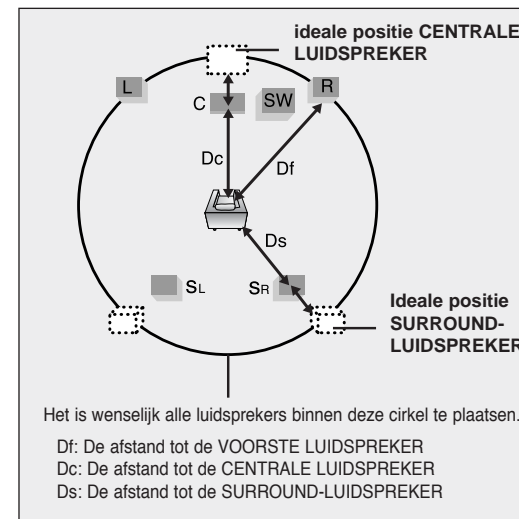 ideale positie CENTRALE
LUIDSPREKER
L
R
C
SW
Dc
Df
Ds
SL
SR
Ideale positie
SURROUND-
LUIDSPREKER
Het is wenselijk alle luidsprekers binnen deze cirkel te plaatsen.
Df: De afstand tot de VOORSTE LUIDSPREKER
Dc: De afstand tot de CENTRALE LUIDSPREKER
Ds: De afstand tot de SURROUND-LUIDSPREKER